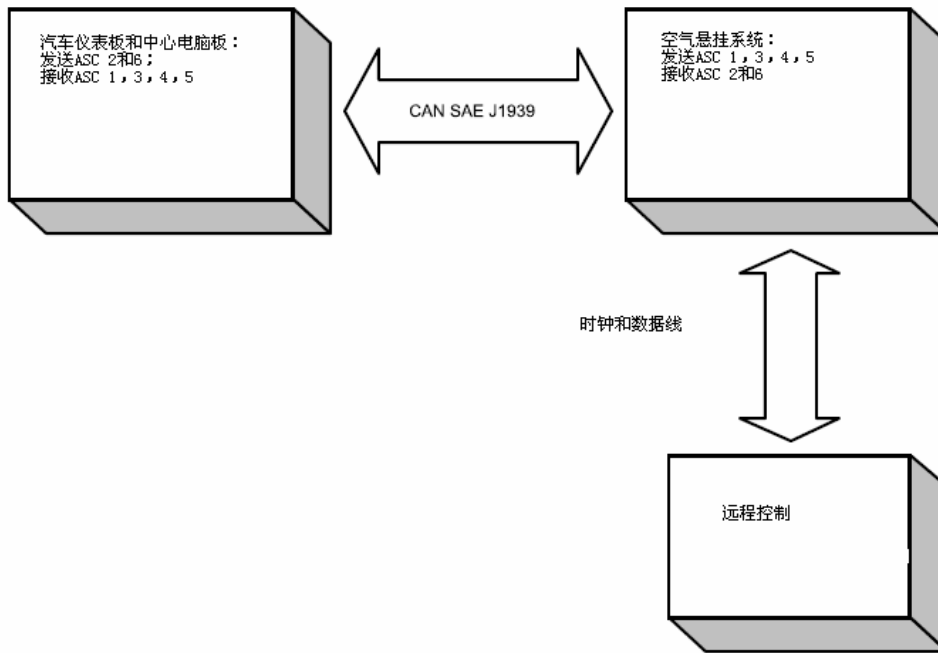 汽车仪表板和中心电脑板：
发送ASC 2和6；
接收ASC 1，3，4，5
CAN SAE J1939
空气悬挂系统：
发送ASC 1，3，4，5
接收ASC 2和6
时钟和数据线
远程控制